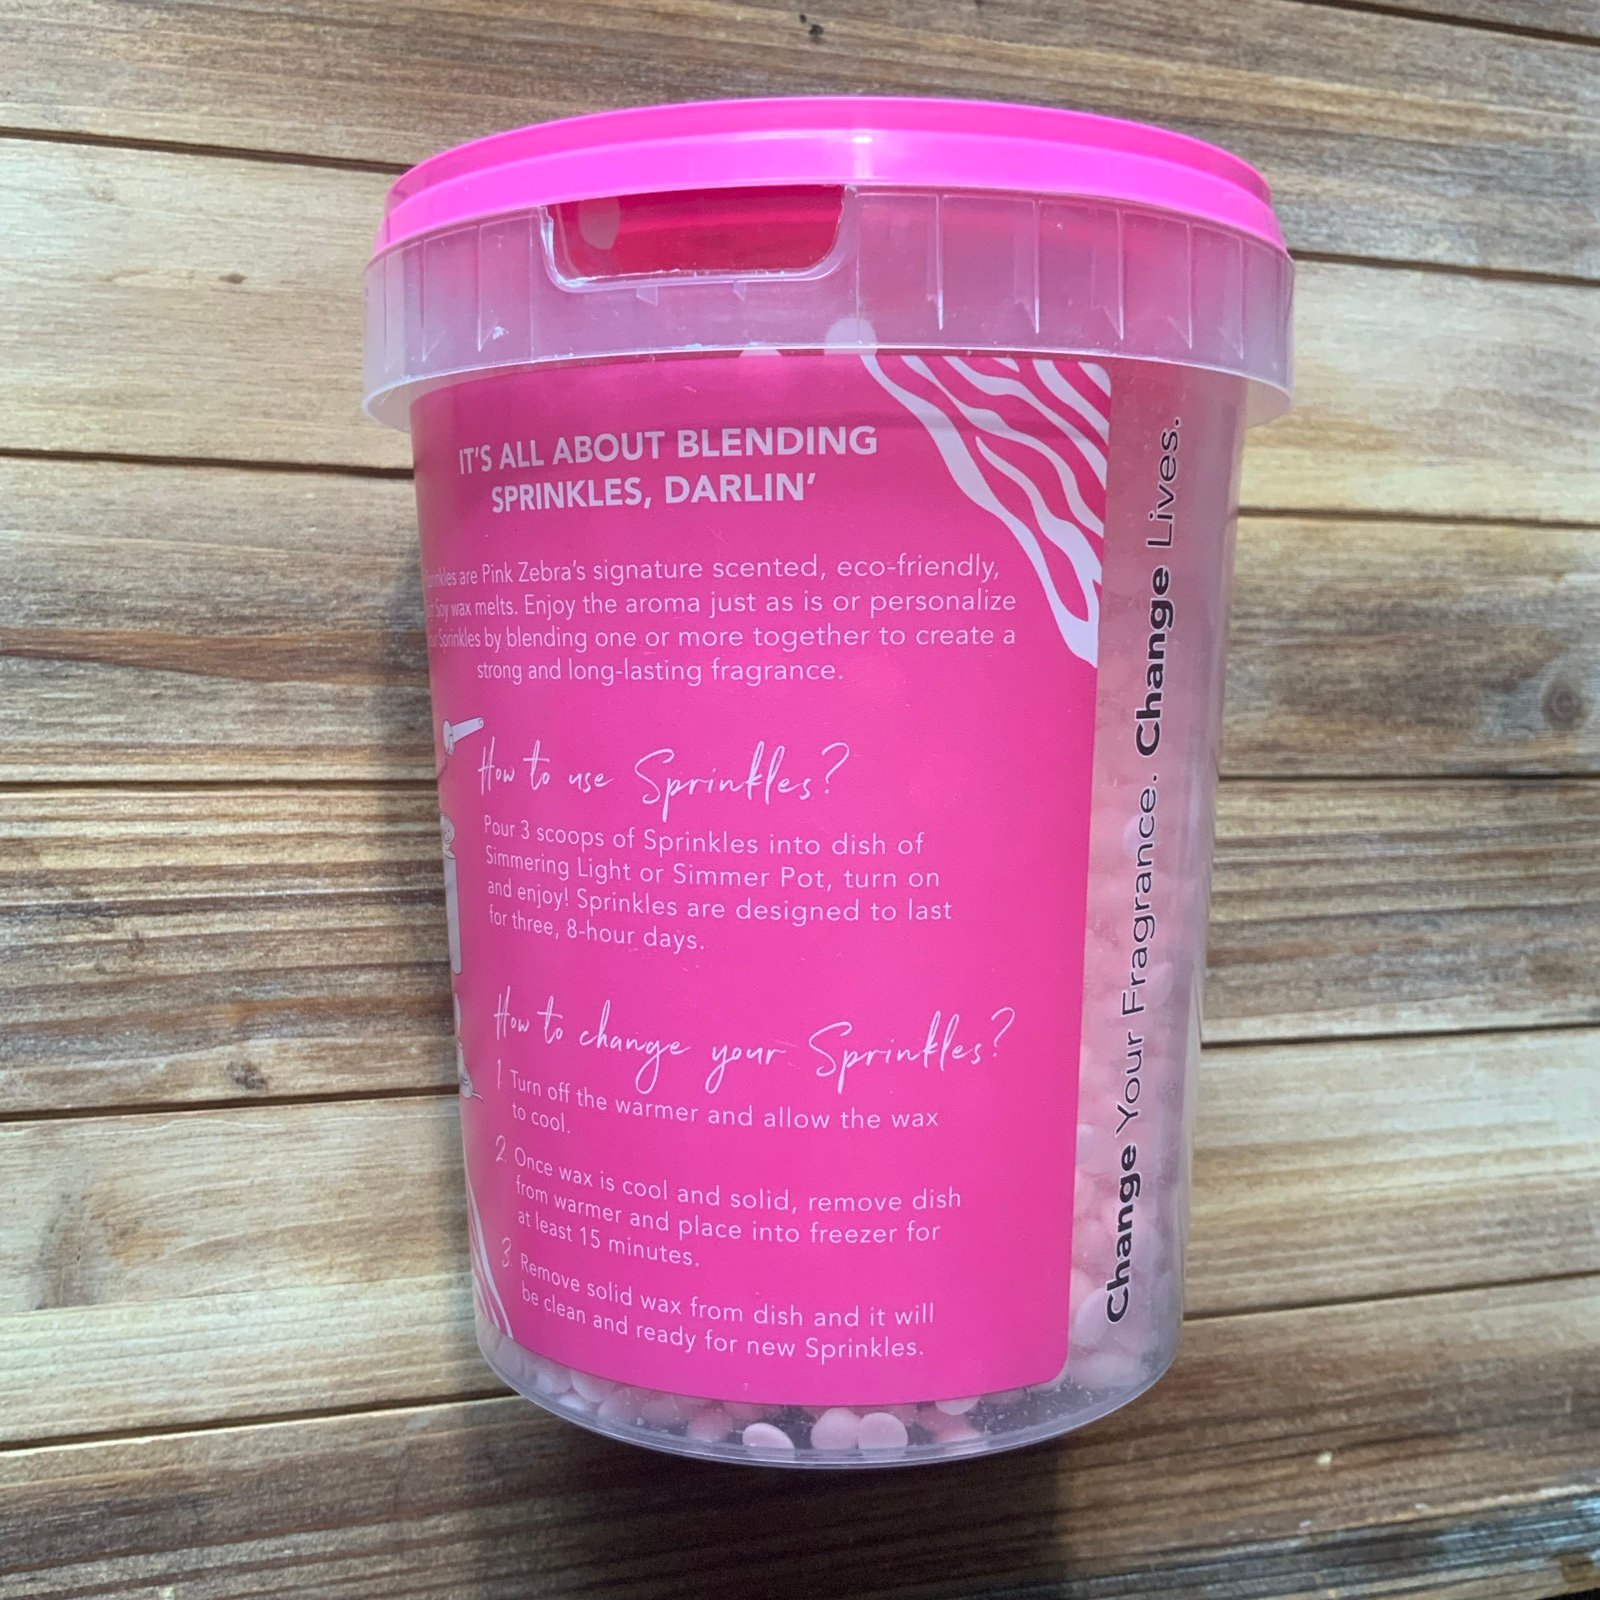 IT'S ALL ABOUT BLENDING
SPRINKLES, DARLIN'
are Pink Zebra's signature scented, eco-friendly,
Soy wax melts. Enjoy the aroma just as is or personalize
Sprinkles by blending one or more together to create a
strong and long-lasting fragrance.
How to use Sprinkles?
Pour 3 scoops of Sprinkles into dish of
Simmering Light or Simmer Pot, turn on
and enjoy! Sprinkles are designed to last
for three, 8-hour days.
How to change your Sprinkles?
1. Turn off the warmer and allow the wax
to cool.
2. Once wax is cool and solid, remove dish
from warmer and place into freezer for
at least 15 minutes.
3. Remove solid wax from dish and it will
be clean and ready for new Sprinkles.
Change Your Fragrance. Change Lives.